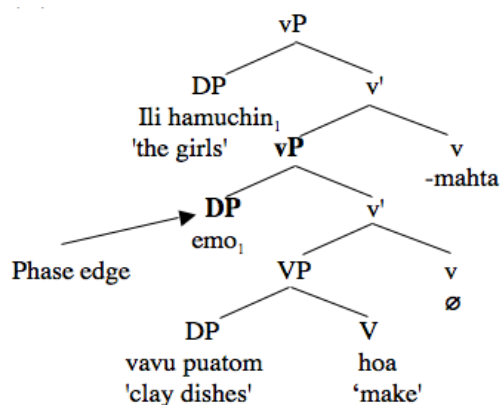 vP
DP v'
Ili hamuchin₁
'the girls' vP v
-mahta
DP v'
emo₁
Phase edge VP v
∅
DP V
vavu puatom hoa
'clay dishes' ‘make'